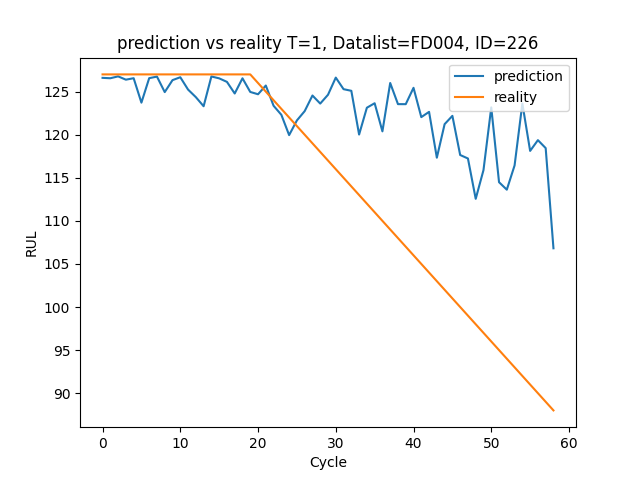 prediction vs reality T=1, Datalist=FD004, ID=226
prediction
reality
125
120
115
110
105
100
95
90
RUL
0 10 20 30 40 50 60
Cycle